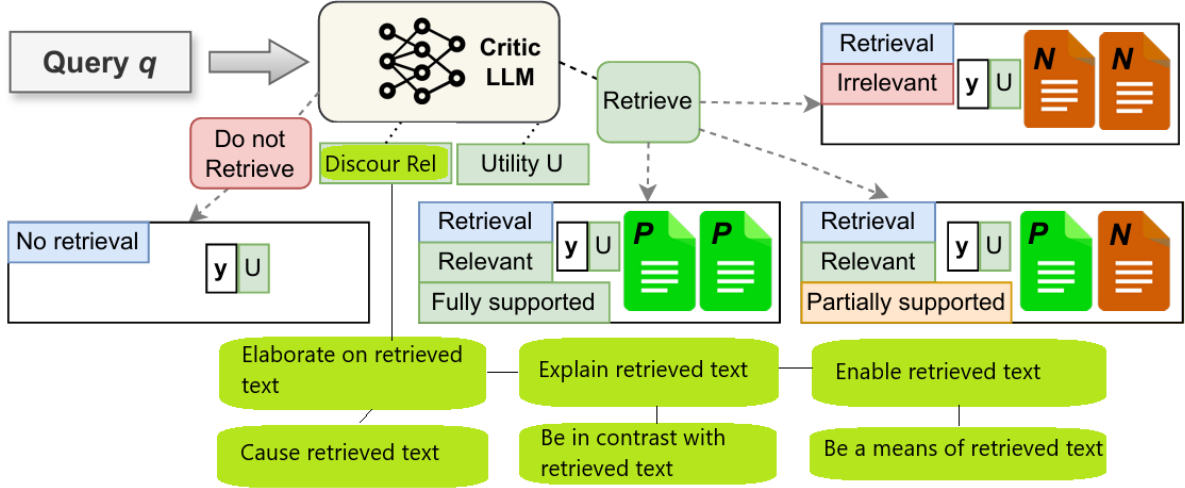 Query q
Critic
LLM
Retrieve
Do not
Retrieve
Discour Rel
Utility U
Retrieval
Irrelevant
y U
N N
No retrieval
y U
Retrieval
Relevant
Fully supported
y U
P P
Retrieval
Relevant
Partially supported
y U
P N
Elaborate on retrieved
text
Explain retrieved text
Enable retrieved text
Cause retrieved text
Be in contrast with
retrieved text
Be a means of retrieved text